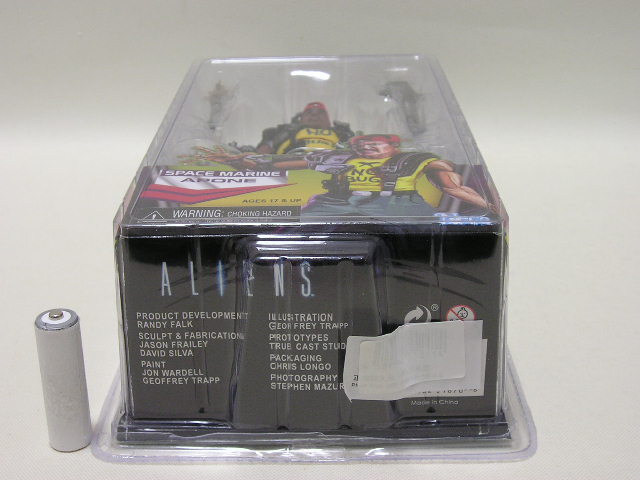 SPACE MARINE
APONE
AGES 17 & UP
WARNING: CHOKING HAZARD
ALIENS
PRODUCT DEVELOPMENT
RANDY FALK
SCULPT & FABRICATION
JASON FRAILEY
DAVID SILVA
PAINT
JON WARDELL
GEOFFREY TRAPP
ILLUSTRATION
GEOFFREY TRAPP
PROTOTYPES
TRUE CAST STUD
PACKAGING
CHRIS LONGO
PHOTOGRAPHY
STEPHEN MAZUR
Made in China